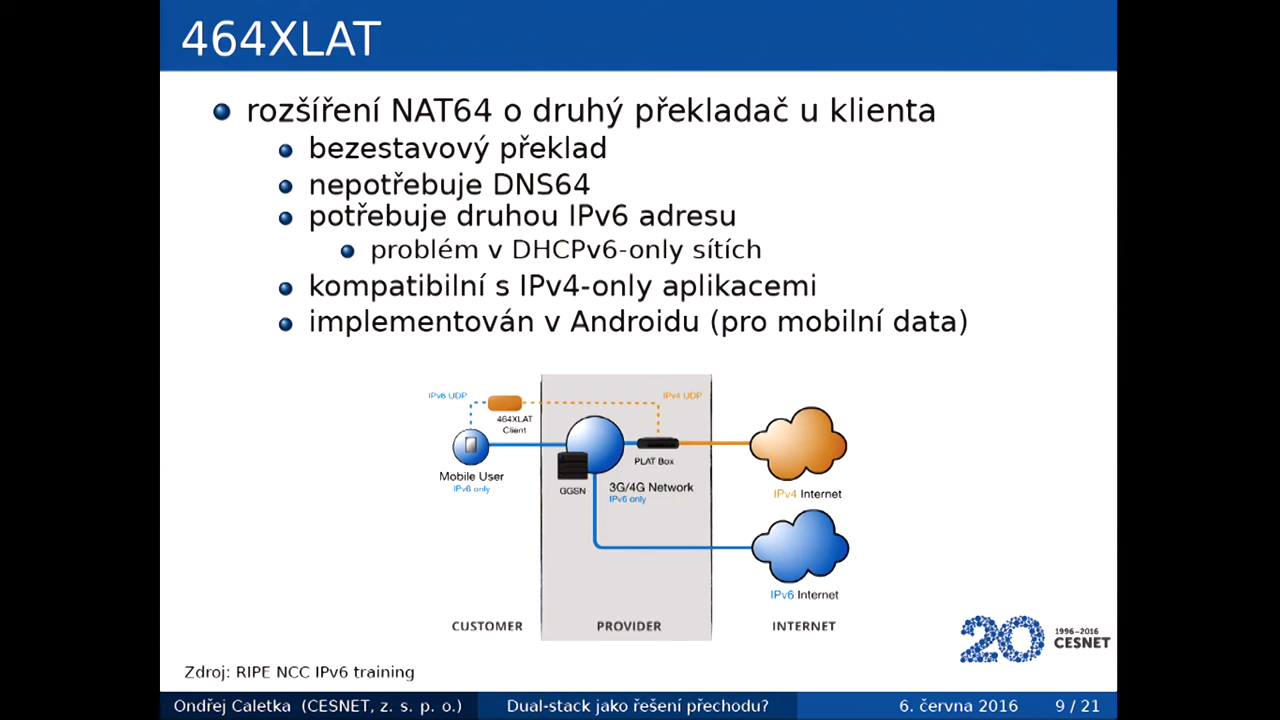 464XLAT
rozšíření NAT64 o druhý překladač u klienta
bezestavový překlad
nepotřebuje DNS64
potřebuje druhou IPv6 adresu
problém v DHCPv6-only sítích
kompatibilní s IPv4-only aplikacemi
implementován v Androidu (pro mobilní data)
IPv6 UDP
IPv4 UDP
464XLAT
Client
PLAT Box
Mobile User
IPv6 only
GGSN
3G/4G Network
IPv6 only
IPv4 Internet
IPv6 Internet
CUSTOMER
PROVIDER
INTERNET
20
1996–2016
CESNET
Zdroj: RIPE NCC IPv6 training
Ondřej Caletka (CESNET, z. s. p. o.)
Dual-stack jako řešení přechodu?
6. června 2016
9 / 21